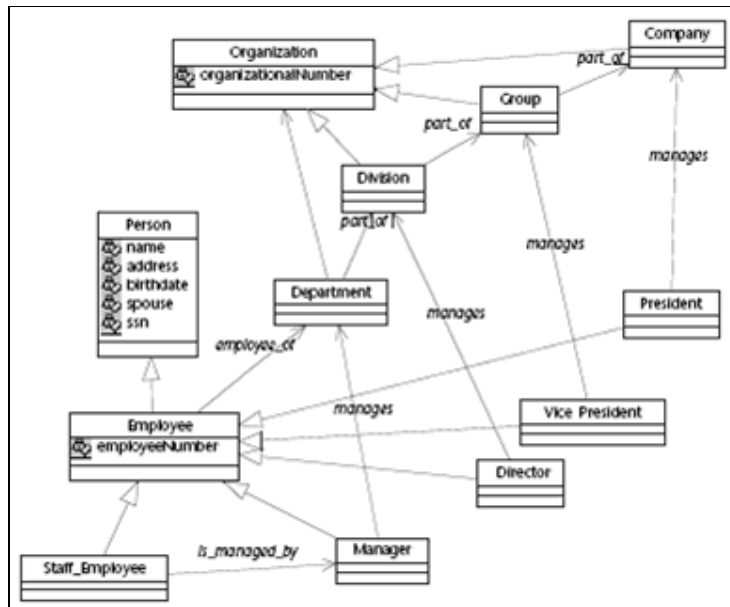 Company
Organization
organizationalNumber
part_of
Group
part_of
manages
Division
Person
part_of
name
address
birthdate
spouse
ssn
Department
manages
President
manages
employee_of
manages
Employee
employeeNumber
Vice President
Director
Is_managed_by
Manager
Staff_Employee